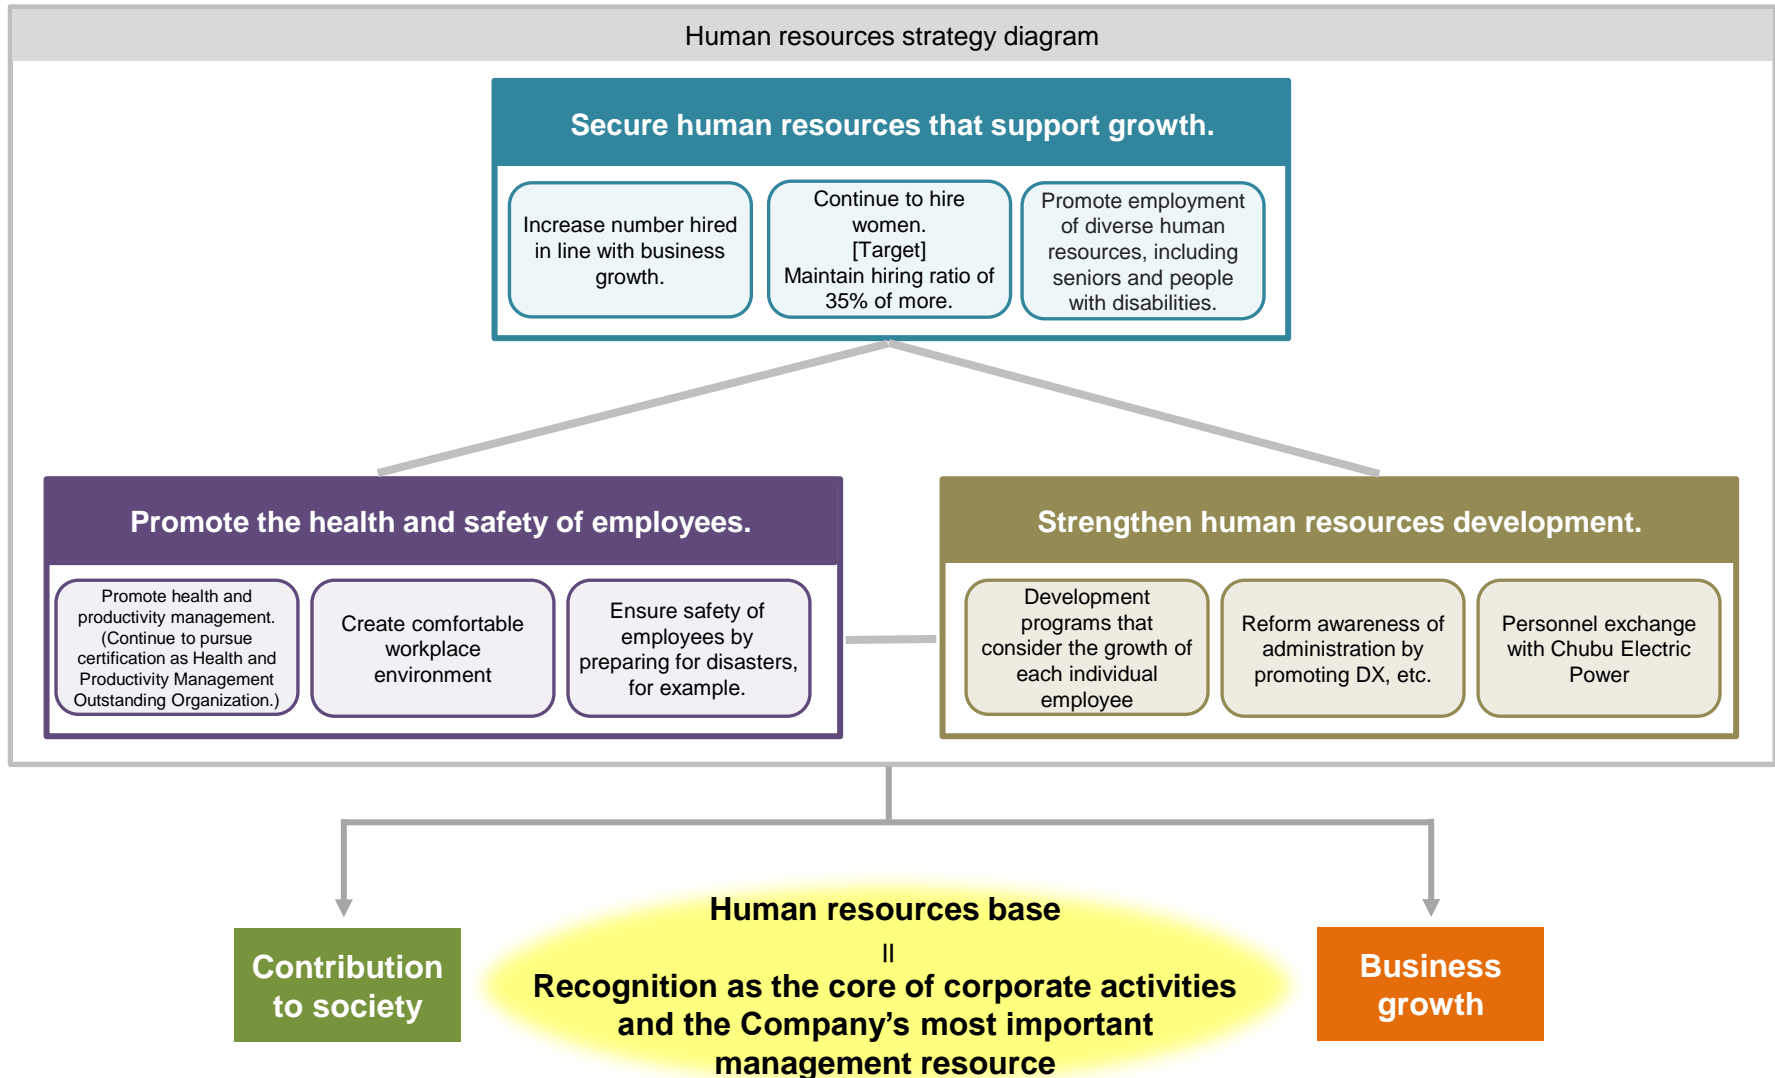 Human resources strategy diagram
Secure human resources that support growth.
Increase number hired
in line with business
growth.
Continue to hire
women.
[Target]
Maintain hiring ratio of
35% of more.
Promote employment
of diverse human
resources, including
seniors and people
with disabilities.
Promote the health and safety of employees.
Promote health and
productivity management.
(Continue to pursue
certification as Health and
Productivity Management
Outstanding Organization.)
Create comfortable
workplace
environment
Ensure safety of
employees by
preparing for disasters,
for example.
Strengthen human resources development.
Development
programs that
consider the growth of
each individual
employee
Reform awareness of
administration by
promoting DX, etc.
Personnel exchange
with Chubu Electric
Power
Contribution
to society
Human resources base
=
Recognition as the core of corporate activities
and the Company’s most important
management resource
Business
growth